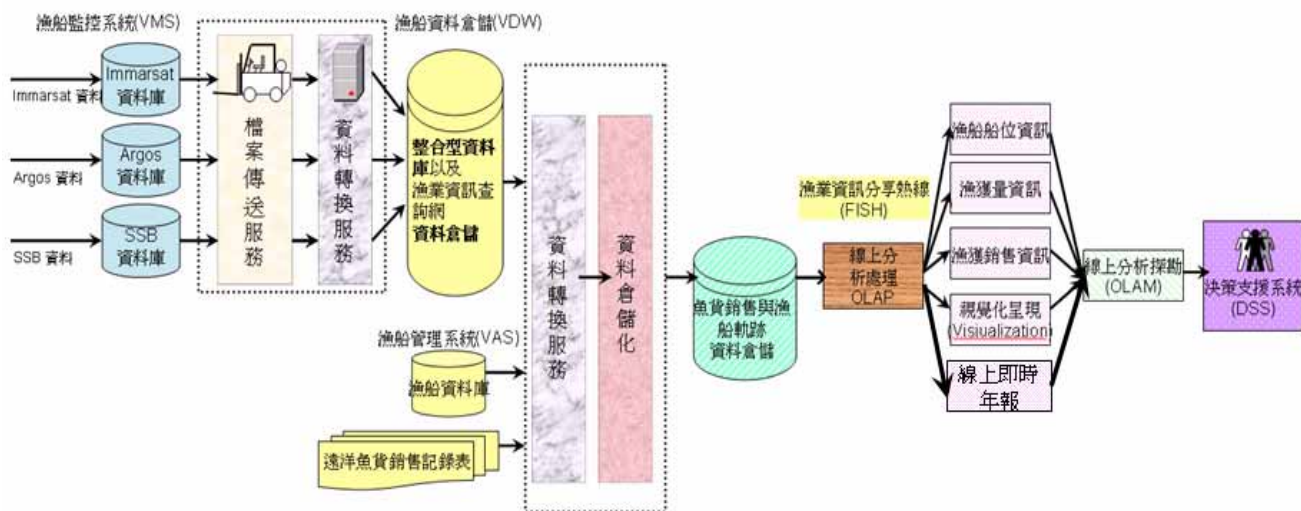 漁船監控系統(VMS)
Immarsat 資料
Immarsat
資料庫
Argos 資料
Argos
資料庫
SSB 資料
SSB
資料庫
檔案傳送服務
資料轉換服務
漁船資料倉儲(VDW)
整合型資料
庫以及
漁業資訊查
詢網
資料倉儲
漁船管理系統(VAS)
漁船資料庫
遠洋魚貨銷售記錄表
資料轉換服務
資料倉儲化
魚貨銷售與漁
船軌跡
資料倉儲
漁業資訊分享熱線
(FISH)
線上分
析處理
OLAP
漁船船位資訊
漁獲量資訊
漁獲銷售資訊
視覺化呈現
(Visiualization)
線上即時
年報
線上分析探勘
(OLAM)
決策支援系統
(DSS)